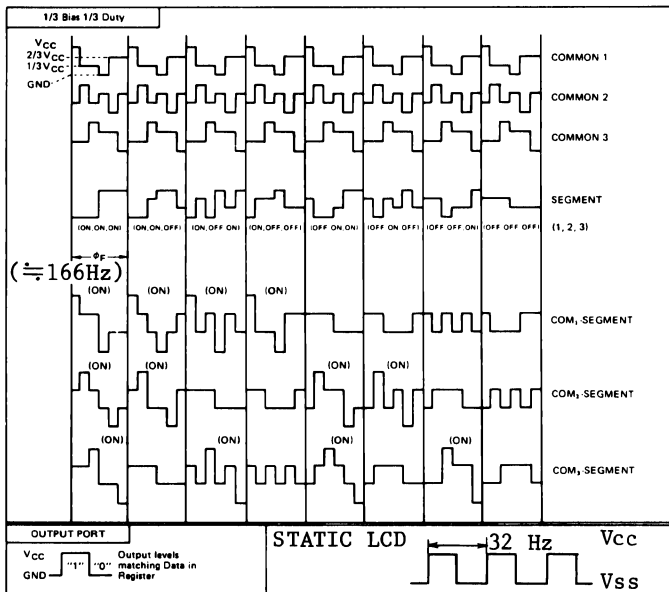 1/3 Bias 1/3 Duty
VCC
2/3VCC
1/3VCC
GND
COMMON 1
COMMON 2
COMMON 3
SEGMENT
(ON,ON,ON) (ON,ON,OFF) (ON,OFF ON) (ON,OFF,OFF) (OFF ON,ON) (OFF ON OFF) (OFF OFF,ON) (OFF OFF OFF) (1, 2, 3)
φF
(≒166Hz)
(ON) (ON) (ON) (ON)
COM₁-SEGMENT
(ON) (ON) (ON) (ON)
COM₂-SEGMENT
(ON) (ON) (ON) (ON)
COM₃-SEGMENT
OUTPUT PORT
VCC
GND
"1" "0"
Output levels
matching Data in
Register
STATIC LCD 32 Hz Vcc
Vss